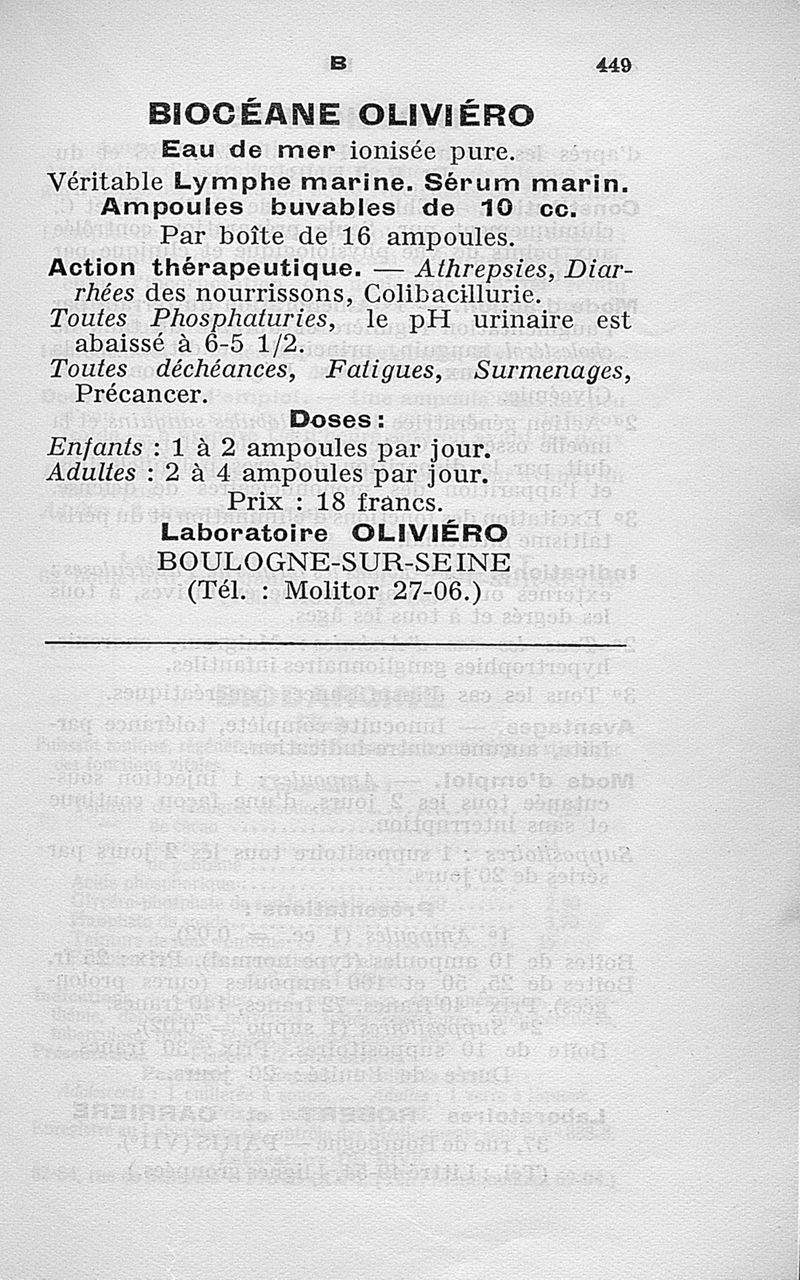 B 449
BIOCÉANE OLIVIÉRO
Eau de mer ionisée pure.
Véritable Lymphe marine. Sérum marin.
Ampoules buvables de 10 cc.
Par boîte de 16 ampoules.
Action thérapeutique. — Athrepsies, Diar-
rhées des nourrissons, Colibacillurie.
Toutes Phosphaturies, le pH urinaire est
abaissé à 6-5 1/2.
Toutes déchéances, Fatigues, Surmenages,
Précancer.
Doses :
Enfants : 1 à 2 ampoules par jour.
Adultes : 2 à 4 ampoules par jour.
Prix : 18 francs.
Laboratoire OLIVIÉRO
BOULOGNE-SUR-SEINE
(Tél. : Molitor 27-06.)